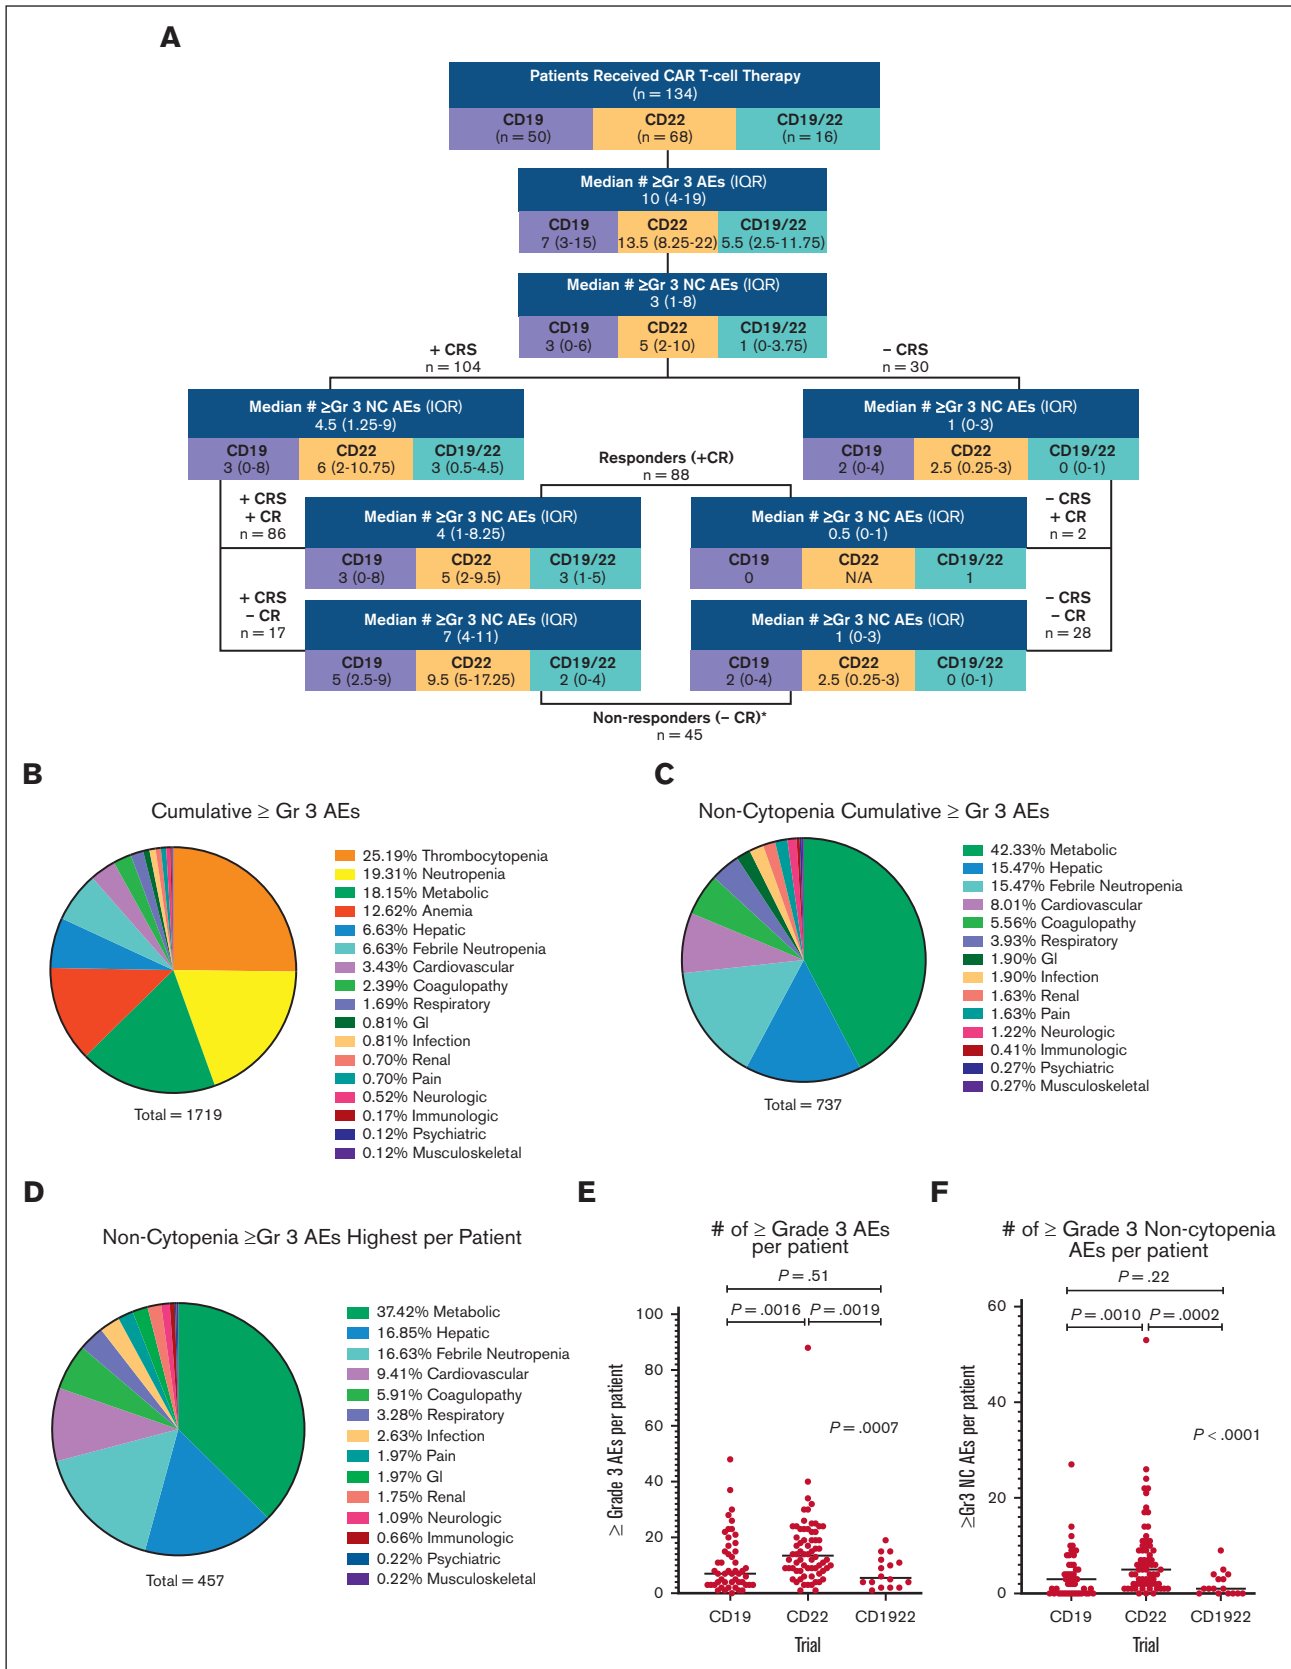 A
Patients Received CAR T-cell Therapy
(n = 134)
CD19
(n = 50)
CD22
(n = 68)
CD19/22
(n = 16)
Median # ≥Gr 3 AEs (IQR)
10 (4-19)
CD19
7 (3-15)
CD22
13.5 (8.25-22)
CD19/22
5.5 (2.5-11.75)
Median # ≥Gr 3 NC AEs (IQR)
3 (1-8)
CD19
3 (0-6)
CD22
5 (2-10)
CD19/22
1 (0-3.75)
+ CRS
n = 104
– CRS
n = 30
Median # ≥Gr 3 NC AEs (IQR)
4.5 (1.25-9)
CD19
3 (0-8)
CD22
6 (2-10.75)
CD19/22
3 (0.5-4.5)
Median # ≥Gr 3 NC AEs (IQR)
1 (0-3)
CD19
2 (0-4)
CD22
2.5 (0.25-3)
CD19/22
0 (0-1)
Responders (+CR)
n = 88
+ CRS
+ CR
n = 86
Median # ≥Gr 3 NC AEs (IQR)
4 (1-8.25)
CD19
3 (0-8)
CD22
5 (2-9.5)
CD19/22
3 (1-5)
Median # ≥Gr 3 NC AEs (IQR)
0.5 (0-1)
CD19
0
CD22
N/A
CD19/22
1
– CRS
+ CR
n = 2
+ CRS
– CR
n = 17
Median # ≥Gr 3 NC AEs (IQR)
7 (4-11)
CD19
5 (2.5-9)
CD22
9.5 (5-17.25)
CD19/22
2 (0-4)
Median # ≥Gr 3 NC AEs (IQR)
1 (0-3)
CD19
2 (0-4)
CD22
2.5 (0.25-3)
CD19/22
0 (0-1)
– CRS
– CR
n = 28
Non-responders (– CR)*
n = 45
B
Cumulative ≥ Gr 3 AEs
25.19% Thrombocytopenia
19.31% Neutropenia
18.15% Metabolic
12.62% Anemia
6.63% Hepatic
6.63% Febrile Neutropenia
3.43% Cardiovascular
2.39% Coagulopathy
1.69% Respiratory
0.81% GI
0.81% Infection
0.70% Renal
0.70% Pain
0.52% Neurologic
0.17% Immunologic
0.12% Psychiatric
0.12% Musculoskeletal
Total = 1719
C
Non-Cytopenia Cumulative ≥ Gr 3 AEs
42.33% Metabolic
15.47% Hepatic
15.47% Febrile Neutropenia
8.01% Cardiovascular
5.56% Coagulopathy
3.93% Respiratory
1.90% GI
1.90% Infection
1.63% Renal
1.63% Pain
1.22% Neurologic
0.41% Immunologic
0.27% Psychiatric
0.27% Musculoskeletal
Total = 737
D
Non-Cytopenia ≥Gr 3 AEs Highest per Patient
37.42% Metabolic
16.85% Hepatic
16.63% Febrile Neutropenia
9.41% Cardiovascular
5.91% Coagulopathy
3.28% Respiratory
2.63% Infection
1.97% Pain
1.97% GI
1.75% Renal
1.09% Neurologic
0.66% Immunologic
0.22% Psychiatric
0.22% Musculoskeletal
Total = 457
E
# of ≥ Grade 3 AEs
per patient
P = .51
P = .0016
P = .0019
P = .0007
≥ Grade 3 AEs per patient
100
80
60
40
20
0
CD19
CD22
CD1922
Trial
F
# of ≥ Grade 3 Non-cytopenia
AEs per patient
P = .22
P = .0010
P = .0002
P < .0001
≥Gr3 NC AEs per patient
60
40
20
0
CD19
CD22
CD1922
Trial